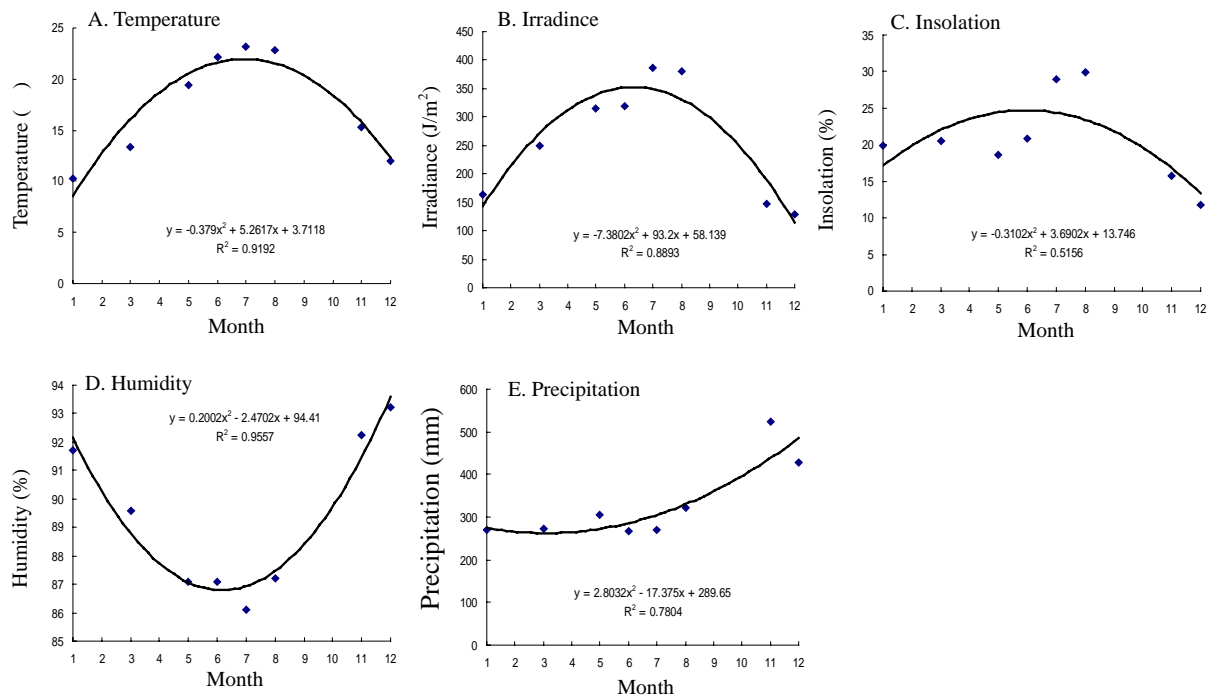 A. Temperature
25
20
15
10
5
0
Temperature ( )
y = -0.379x² + 5.2617x + 3.7118
R² = 0.9192
1 2 3 4 5 6 7 8 9 10 11 12
Month
B. Irradince
450
400
350
300
250
200
150
100
50
0
Irradiance (J/m²)
y = -7.3802x² + 93.2x + 58.139
R² = 0.8893
1 2 3 4 5 6 7 8 9 10 11 12
Month
C. Insolation
35
30
25
20
15
10
5
0
Insolation (%)
y = -0.3102x² + 3.6902x + 13.746
R² = 0.5156
1 2 3 4 5 6 7 8 9 10 11 12
Month
D. Humidity
94
93
92
91
90
89
88
87
86
85
Humidity (%)
y = 0.2002x² - 2.4702x + 94.41
R² = 0.9557
1 2 3 4 5 6 7 8 9 10 11 12
Month
E. Precipitation
600
500
400
300
200
100
0
Precipitation (mm)
y = 2.8032x² - 17.375x + 289.65
R² = 0.7804
1 2 3 4 5 6 7 8 9 10 11 12
Month